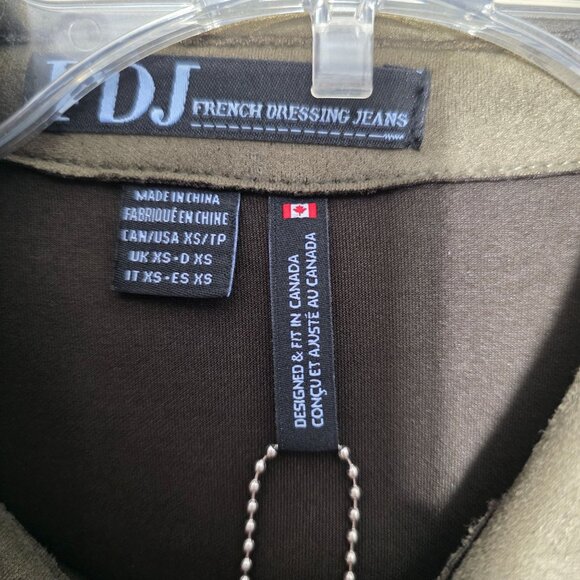 FDJ
FRENCH DRESSING JEANS
MADE IN CHINA
FABRIQUÉ EN CHINE
CAN/USA XS/TP
UK XS-D XS
IT XS-ES XS
DESIGNED & FIT IN CANADA
CONÇU ET AJUSTÉ AU CANADA